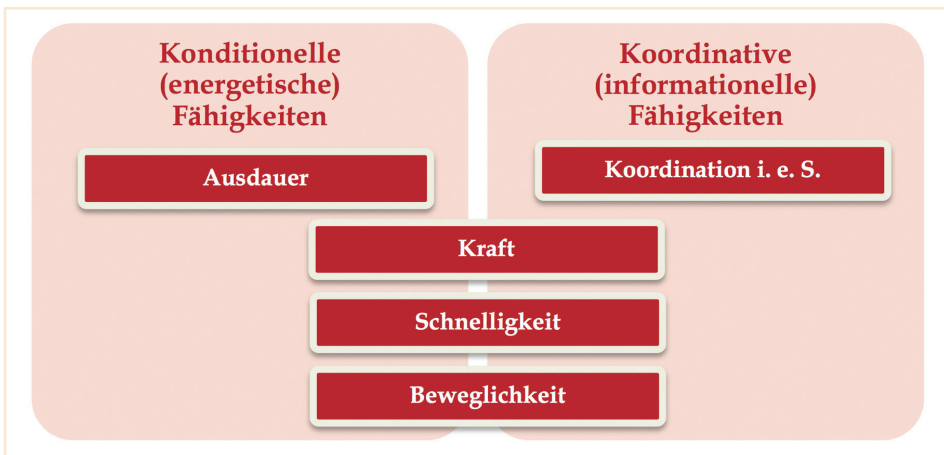 Konditionelle
(energetische)
Fähigkeiten
Ausdauer
Koordinative
(informationelle)
Fähigkeiten
Koordination i. e. S.
Kraft
Schnelligkeit
Beweglichkeit